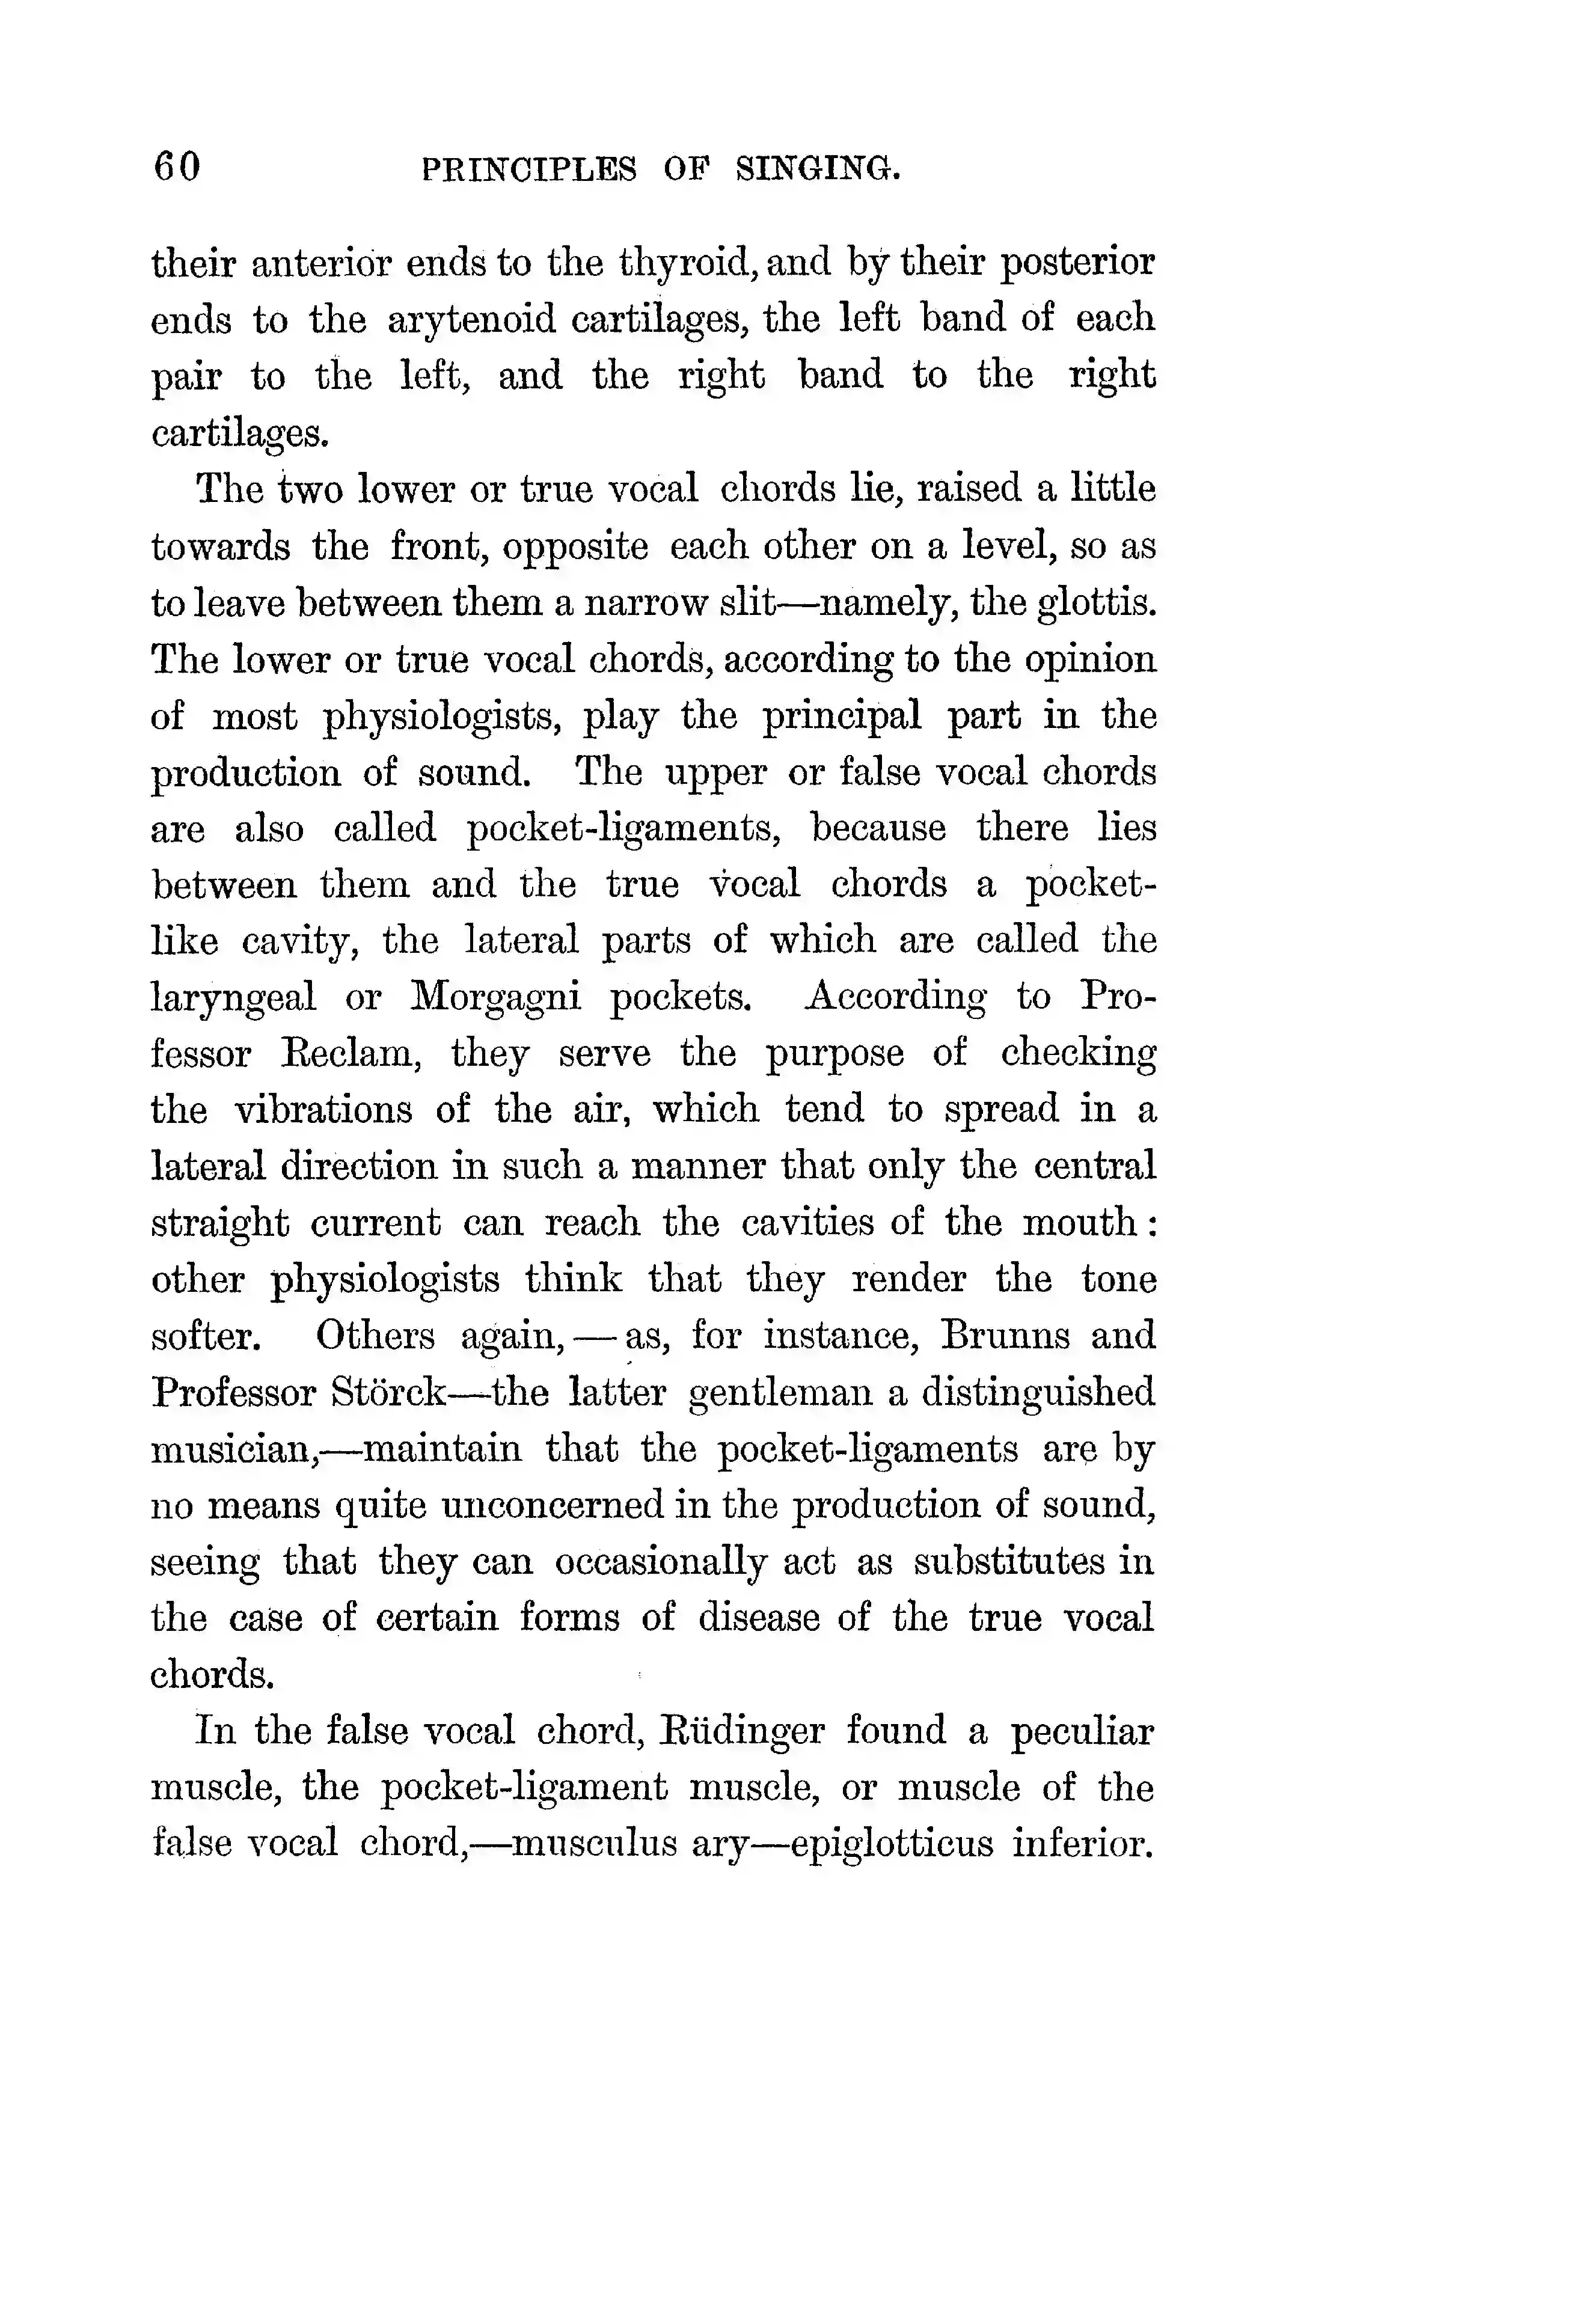 60 PRINCIPLES OF SINGING.
their anterior ends to the thyroid, and by their posterior
ends to the arytenoid cartilages, the left band of each
pair to the left, and the right band to the right
cartilages.
The two lower or true vocal chords lie, raised a little
towards the front, opposite each other on a level, so as
to leave between them a narrow slit—namely, the glottis.
The lower or true vocal chords, according to the opinion
of most physiologists, play the principal part in the
production of sound. The upper or false vocal chords
are also called pocket-ligaments, because there lies
between them and the true vocal chords a pocket-
like cavity, the lateral parts of which are called the
laryngeal or Morgagni pockets. According to Pro-
fessor Reclam, they serve the purpose of checking
the vibrations of the air, which tend to spread in a
lateral direction in such a manner that only the central
straight current can reach the cavities of the mouth:
other physiologists think that they render the tone
softer. Others again,—as, for instance, Brunns and
Professor Störck—the latter gentleman a distinguished
musician,—maintain that the pocket-ligaments are by
no means quite unconcerned in the production of sound,
seeing that they can occasionally act as substitutes in
the case of certain forms of disease of the true vocal
chords.
In the false vocal chord, Rüdinger found a peculiar
muscle, the pocket-ligament muscle, or muscle of the
false vocal chord,—musculus ary—epiglotticus inferior.